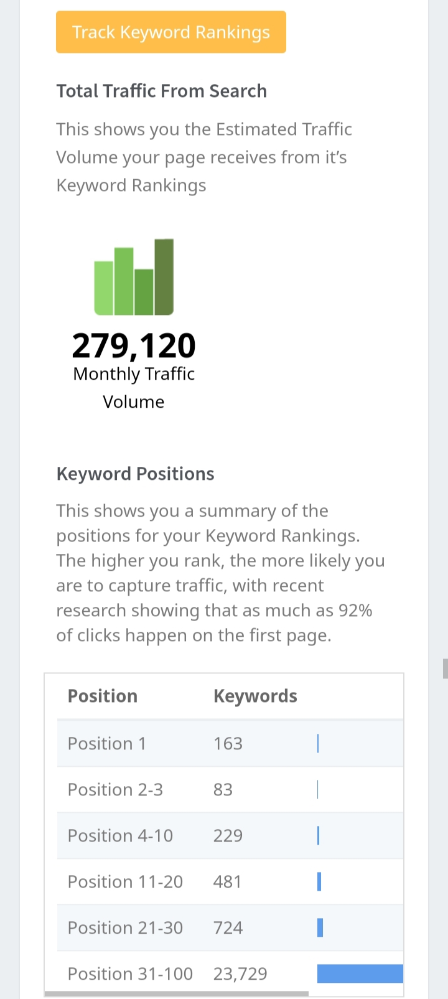 Track Keyword Rankings
Total Traffic From Search
This shows you the Estimated Traffic
Volume your page receives from it’s
Keyword Rankings
279,120
Monthly Traffic
Volume
Keyword Positions
This shows you a summary of the
positions for your Keyword Rankings.
The higher you rank, the more likely you
are to capture traffic, with recent
research showing that as much as 92%
of clicks happen on the first page.
Position Keywords
Position 1 163
Position 2-3 83
Position 4-10 229
Position 11-20 481
Position 21-30 724
Position 31-100 23,729